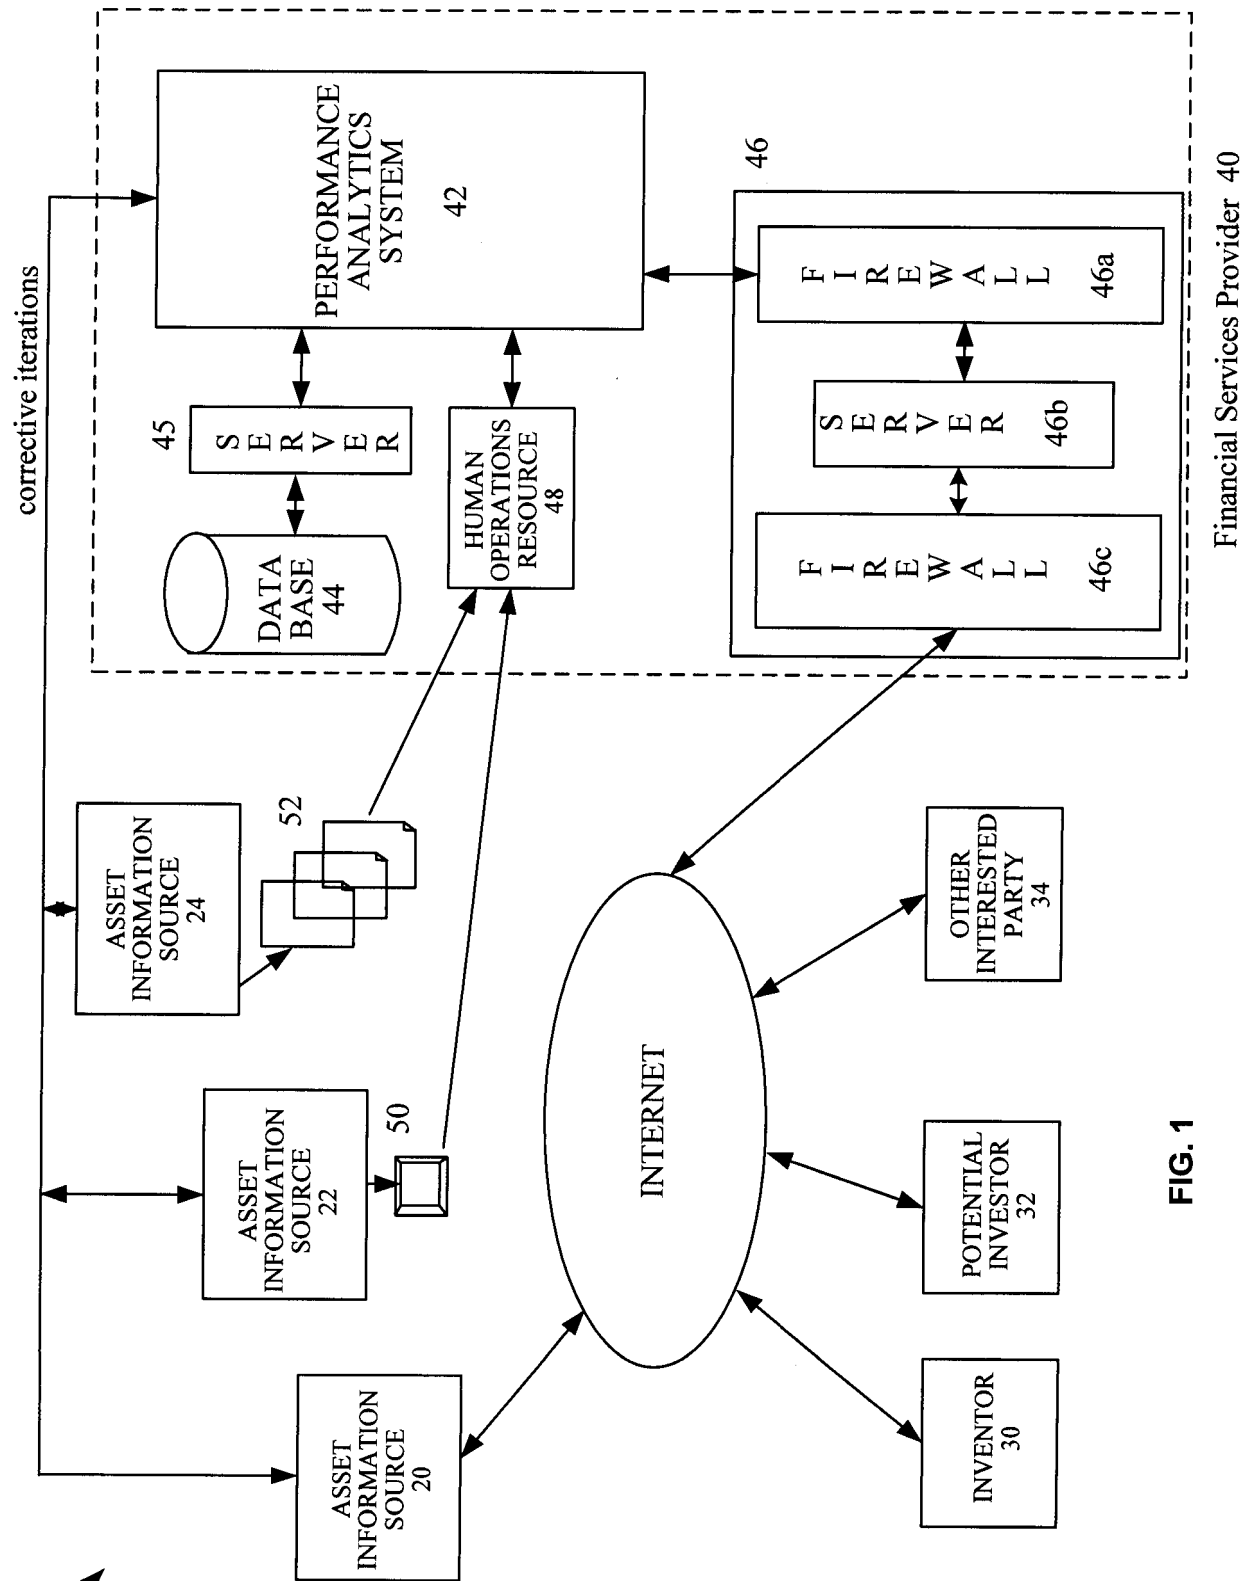 corrective iterations
ASSET
INFORMATION
SOURCE
20
ASSET
INFORMATION
SOURCE
22
50
ASSET
INFORMATION
SOURCE
24
52
DATA
BASE
44
45
SERVER
PERFORMANCE
ANALYTICS
SYSTEM
42
HUMAN
OPERATIONS
RESOURCE
48
INTERNET
46
FIREWALL
46c
SERVER
46b
FIREWALL
46a
INVENTOR
30
POTENTIAL
INVESTOR
32
OTHER
INTERESTED
PARTY
34
Financial Services Provider 40
FIG. 1